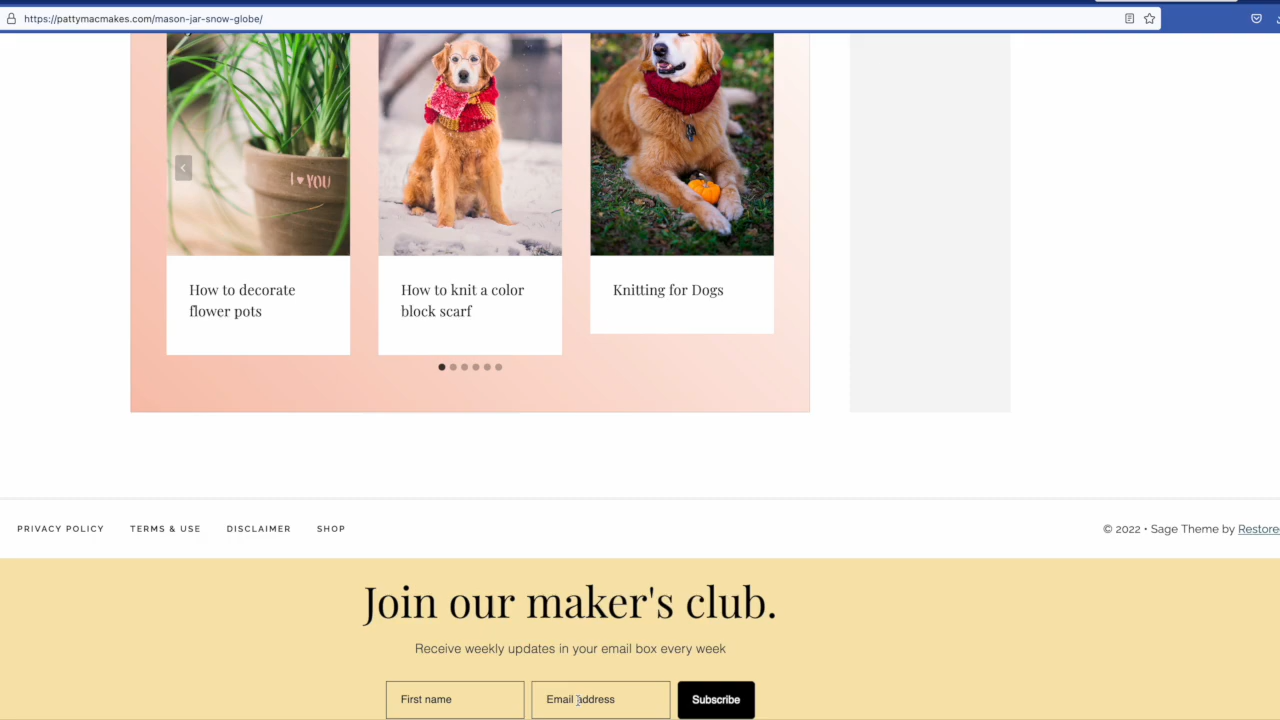 https://pattymacmakes.com/mason-jar-snow-globe/
I ♥ YOU
How to decorate
flower pots
How to knit a color
block scarf
Knitting for Dogs
PRIVACY POLICY TERMS & USE DISCLAIMER SHOP
© 2022 • Sage Theme by Restore
Join our maker's club.
Receive weekly updates in your email box every week
First name Email address Subscribe